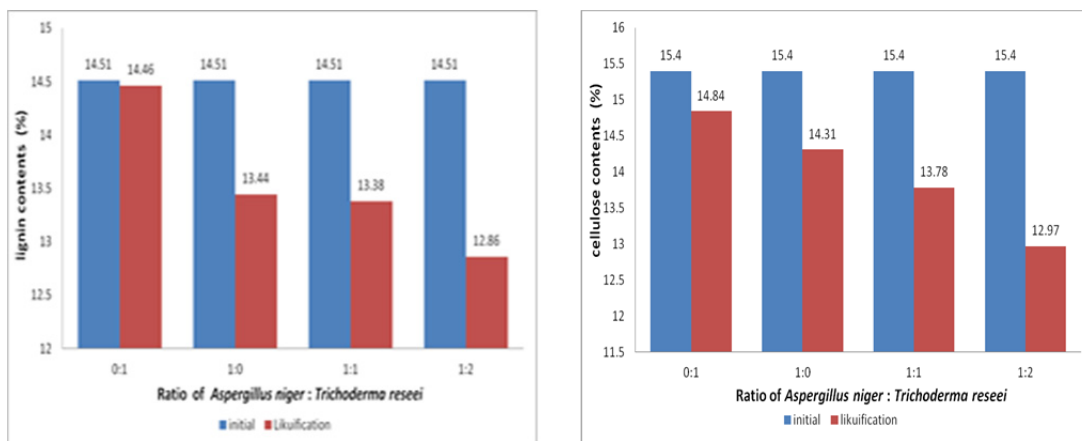 15
14.5
14
13.5
13
12.5
12
lignin contents (%)
14.51 14.46 14.51 14.51 14.51
13.44 13.38 12.86
0:1 1:0 1:1 1:2
Ratio of Aspergillus niger : Trichoderma reseei
initial Likuification
16
15.5
15
14.5
14
13.5
13
12.5
12
11.5
cellulose contents (%)
15.4 15.4 15.4 15.4
14.84 14.31 13.78 12.97
0:1 1:0 1:1 1:2
Ratio of Aspergillus niger : Trichoderma reseei
initial likuification